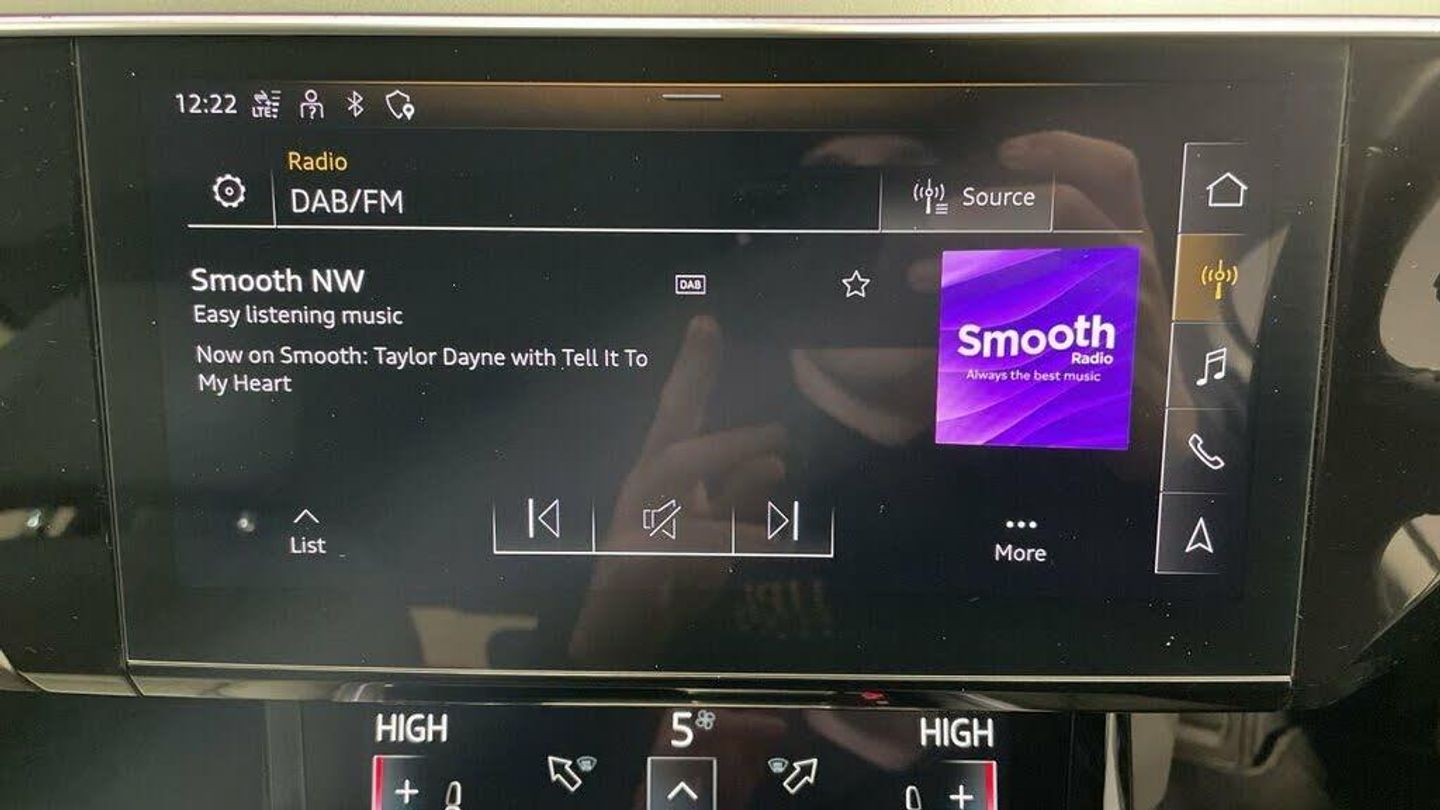 12:22 LTE
Radio
DAB/FM
Source
Smooth NW
DAB
Easy listening music
Now on Smooth: Taylor Dayne with Tell It To
My Heart
Smooth
Radio
Always the best music
List
More
HIGH
5
HIGH